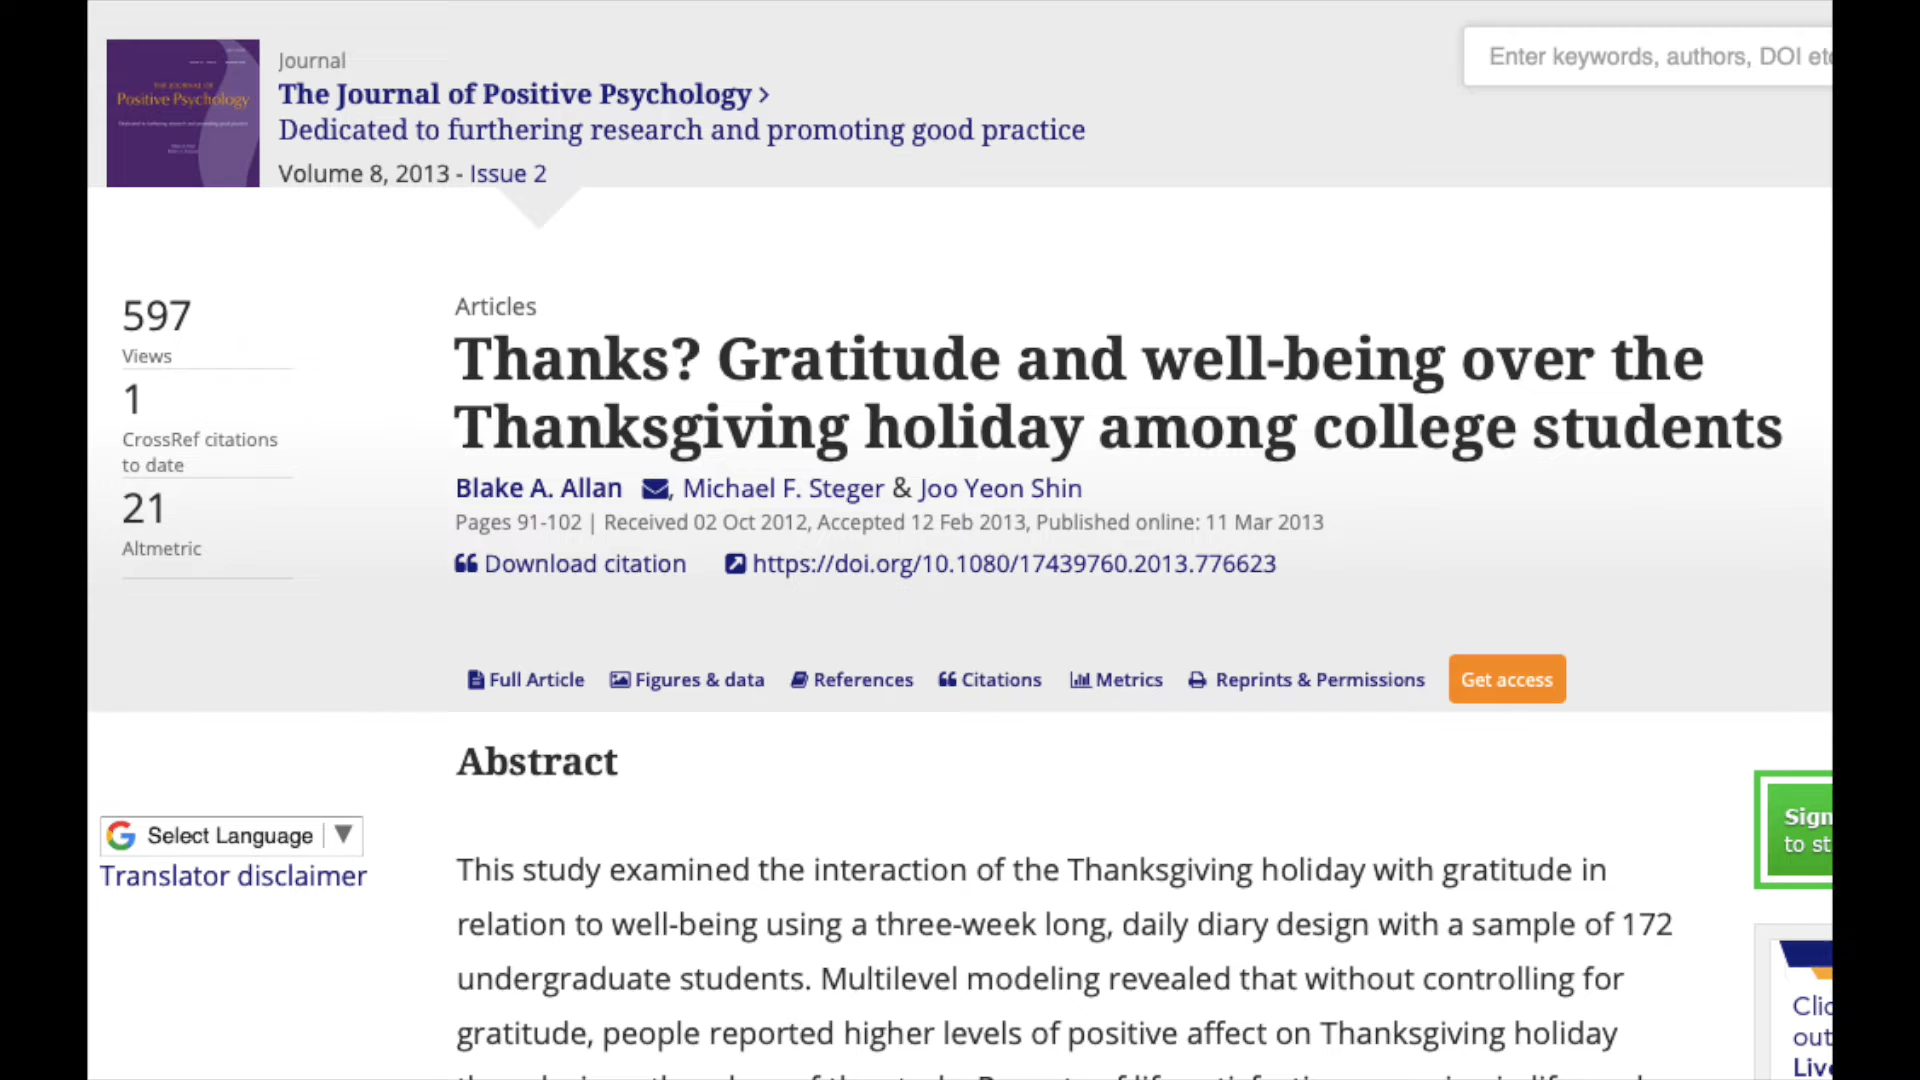 THE JOURNAL OF
Positive Psychology
Journal
The Journal of Positive Psychology >
Dedicated to furthering research and promoting good practice
Volume 8, 2013 - Issue 2
Enter keywords, authors, DOI etc
597
Views
1
CrossRef citations
to date
21
Altmetric
Articles
Thanks? Gratitude and well-being over the
Thanksgiving holiday among college students
Blake A. Allan , Michael F. Steger & Joo Yeon Shin
Pages 91-102 | Received 02 Oct 2012, Accepted 12 Feb 2013, Published online: 11 Mar 2013
Download citation https://doi.org/10.1080/17439760.2013.776623
Full Article Figures & data References Citations Metrics Reprints & Permissions Get access
Select Language ▼
Translator disclaimer
Abstract
This study examined the interaction of the Thanksgiving holiday with gratitude in
relation to well-being using a three-week long, daily diary design with a sample of 172
undergraduate students. Multilevel modeling revealed that without controlling for
gratitude, people reported higher levels of positive affect on Thanksgiving holiday
Sign
to st
Clic
out
Live